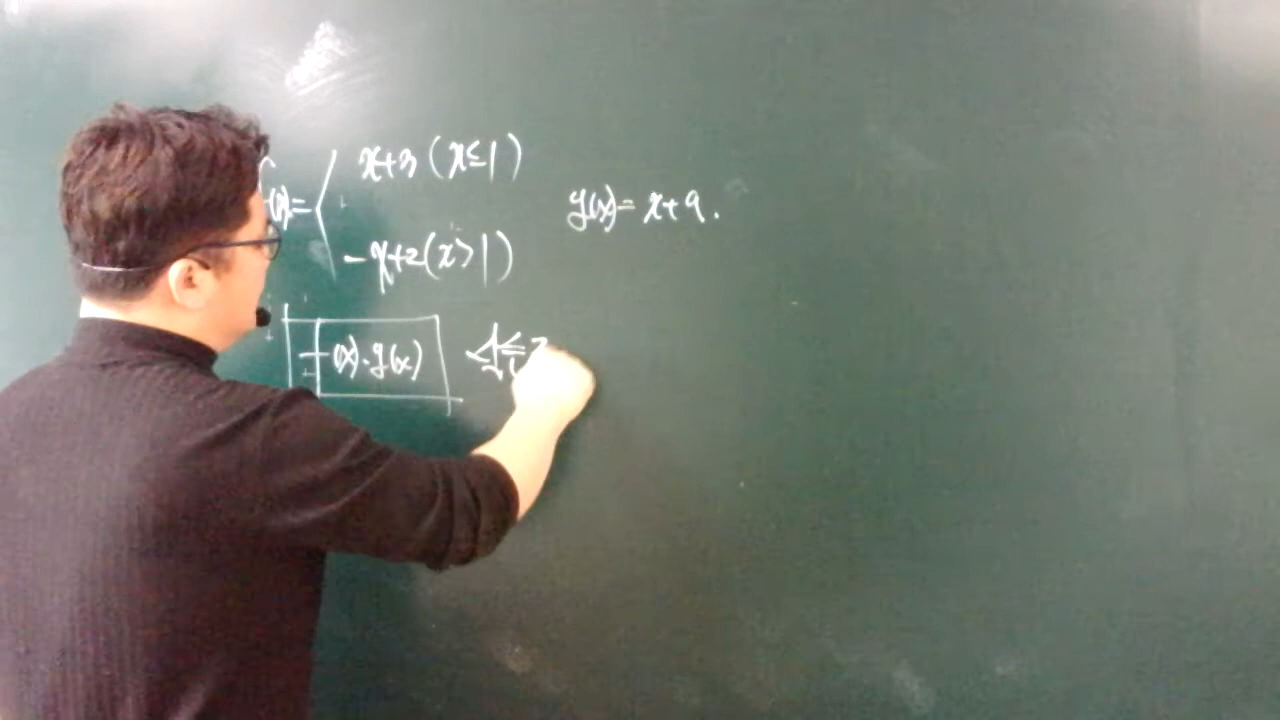 f(x)= { x+3 (x≤1)
-x+2 (x>1)
g(x)= x+a.
f(x)·g(x)